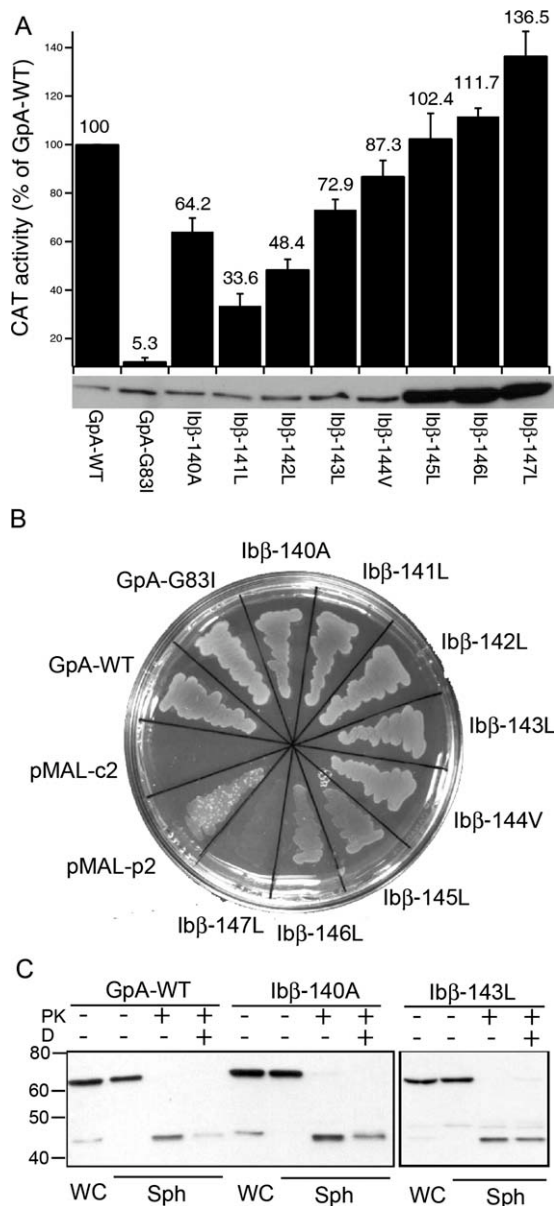 A
CAT activity (% of GpA-WT)
140
120
100
80
60
40
20
100
5.3
64.2
33.6
48.4
72.9
87.3
102.4
111.7
136.5
GpA-WT
GpA-G83I
Ibβ-140A
Ibβ-141L
Ibβ-142L
Ibβ-143L
Ibβ-144V
Ibβ-145L
Ibβ-146L
Ibβ-147L
B
Ibβ-140A
GpA-G83I
Ibβ-141L
GpA-WT
Ibβ-142L
Ibβ-143L
pMAL-c2
Ibβ-144V
pMAL-p2
Ibβ-145L
Ibβ-147L
Ibβ-146L
C
GpA-WT Ibβ-140A Ibβ-143L
PK - - + + - - + + - - + +
D - - - + - - - + - - - +
80
60
50
40
WC Sph WC Sph WC Sph